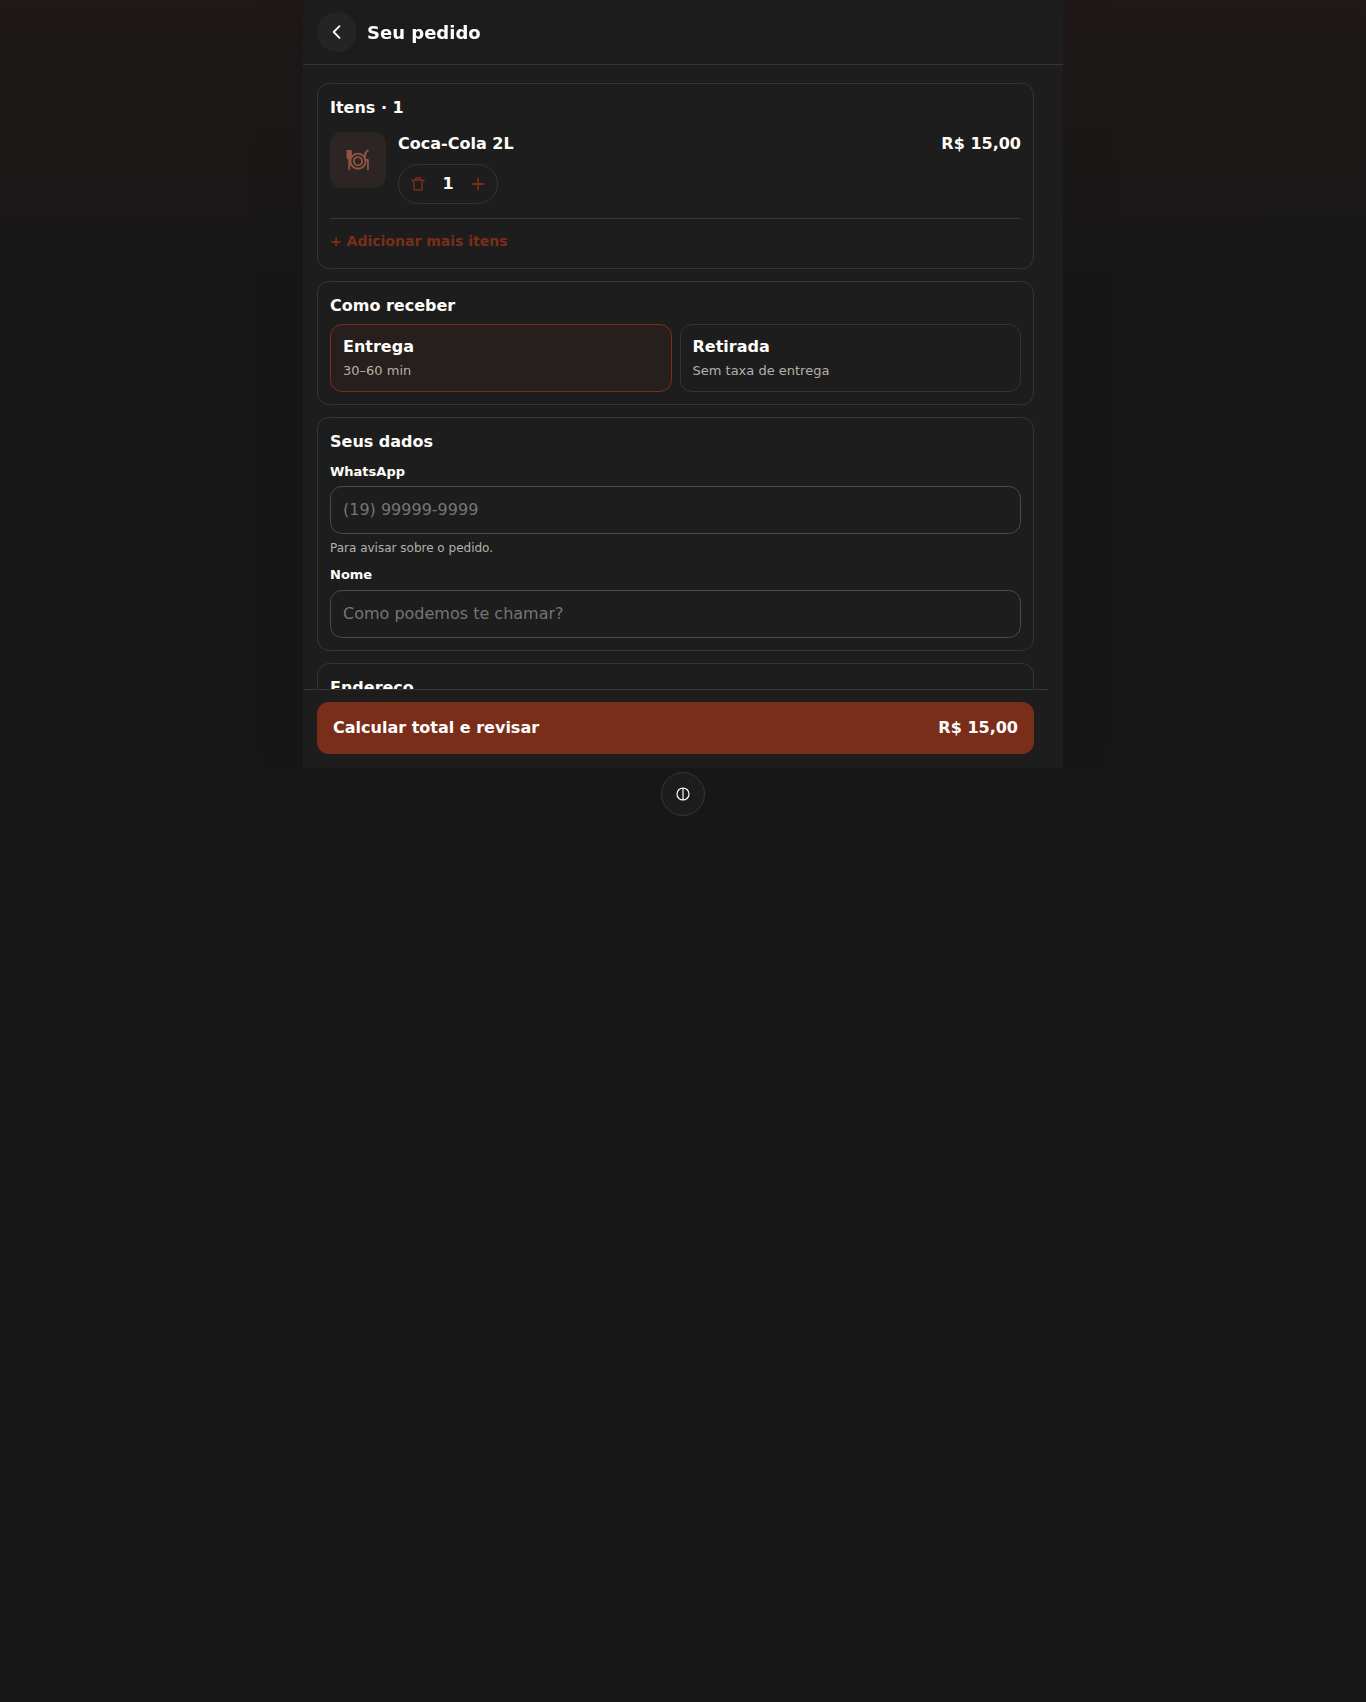 Seu pedido
Itens · 1
Coca-Cola 2L
R$ 15,00
1
+ Adicionar mais itens
Como receber
Entrega
30–60 min
Retirada
Sem taxa de entrega
Seus dados
WhatsApp
(19) 99999-9999
Para avisar sobre o pedido.
Nome
Como podemos te chamar?
Endereço
Calcular total e revisar
R$ 15,00